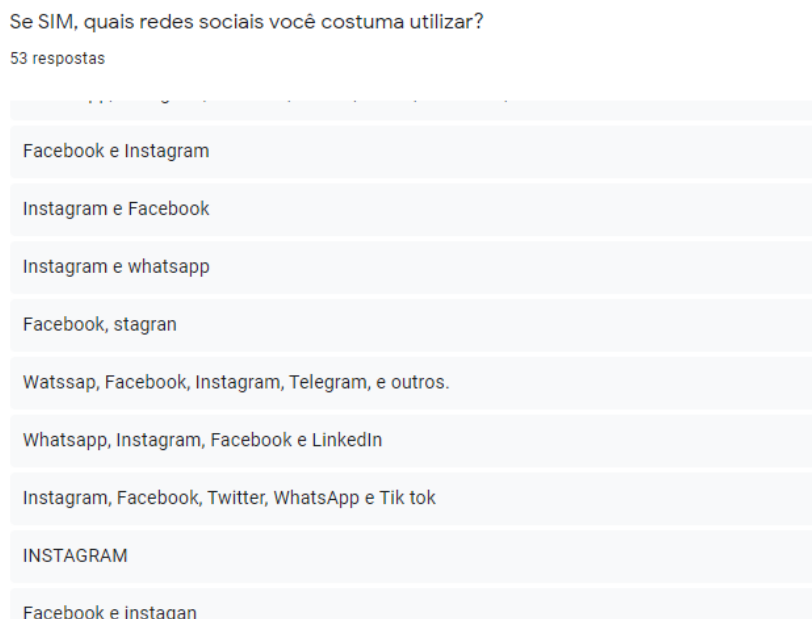 Se SIM, quais redes sociais você costuma utilizar?
53 respostas
Facebook e Instagram
Instagram e Facebook
Instagram e whatsapp
Facebook, stagran
Watssap, Facebook, Instagram, Telegram, e outros.
Whatsapp, Instagram, Facebook e LinkedIn
Instagram, Facebook, Twitter, WhatsApp e Tik tok
INSTAGRAM
Facebook e instagan